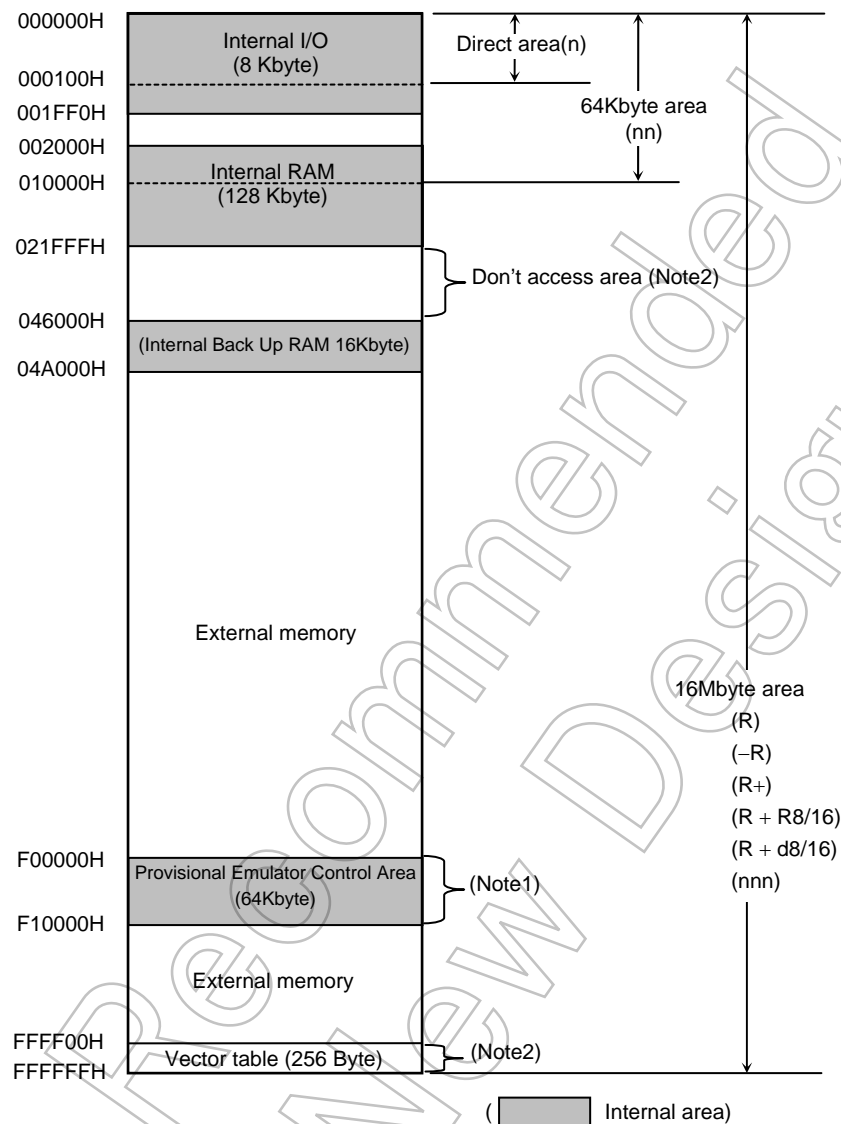 000000H
Internal I/O
(8 Kbyte)
Direct area(n)
000100H
64Kbyte area
(nn)
001FF0H
002000H
Internal RAM
(128 Kbyte)
010000H
021FFFH
Don't access area (Note2)
046000H
(Internal Back Up RAM 16Kbyte)
04A000H
External memory
16Mbyte area
(R)
(−R)
(R+)
(R + R8/16)
(R + d8/16)
(nnn)
F00000H
Provisional Emulator Control Area
(64Kbyte)
(Note1)
F10000H
External memory
FFFF00H
Vector table (256 Byte)
(Note2)
FFFFFFH
( Internal area)
Recommended
New Desig